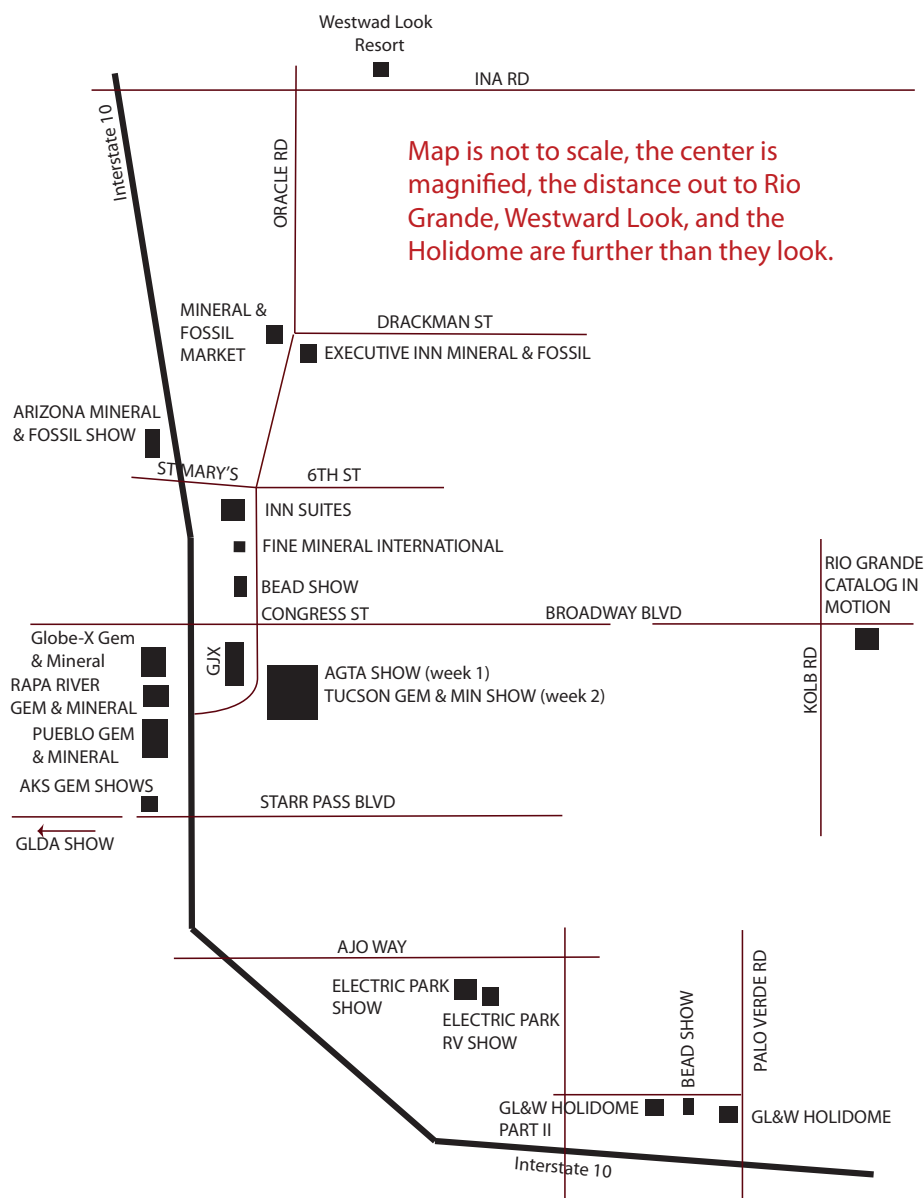 Westwad Look
Resort
INA RD
Interstate 10
ORACLE RD
Map is not to scale, the center is
magnified, the distance out to Rio
Grande, Westward Look, and the
Holidome are further than they look.
MINERAL &
FOSSIL
MARKET
DRACKMAN ST
EXECUTIVE INN MINERAL & FOSSIL
ARIZONA MINERAL
& FOSSIL SHOW
ST MARY'S
6TH ST
INN SUITES
FINE MINERAL INTERNATIONAL
BEAD SHOW
CONGRESS ST
BROADWAY BLVD
RIO GRANDE
CATALOG IN
MOTION
KOLB RD
Globe-X Gem
& Mineral
GJX
RAPA RIVER
GEM & MINERAL
AGTA SHOW (week 1)
TUCSON GEM & MIN SHOW (week 2)
PUEBLO GEM
& MINERAL
AKS GEM SHOWS
STARR PASS BLVD
GLDA SHOW
AJO WAY
ELECTRIC PARK
SHOW
ELECTRIC PARK
RV SHOW
BEAD SHOW
PALO VERDE RD
GL&W HOLIDOME
PART II
GL&W HOLIDOME
Interstate 10